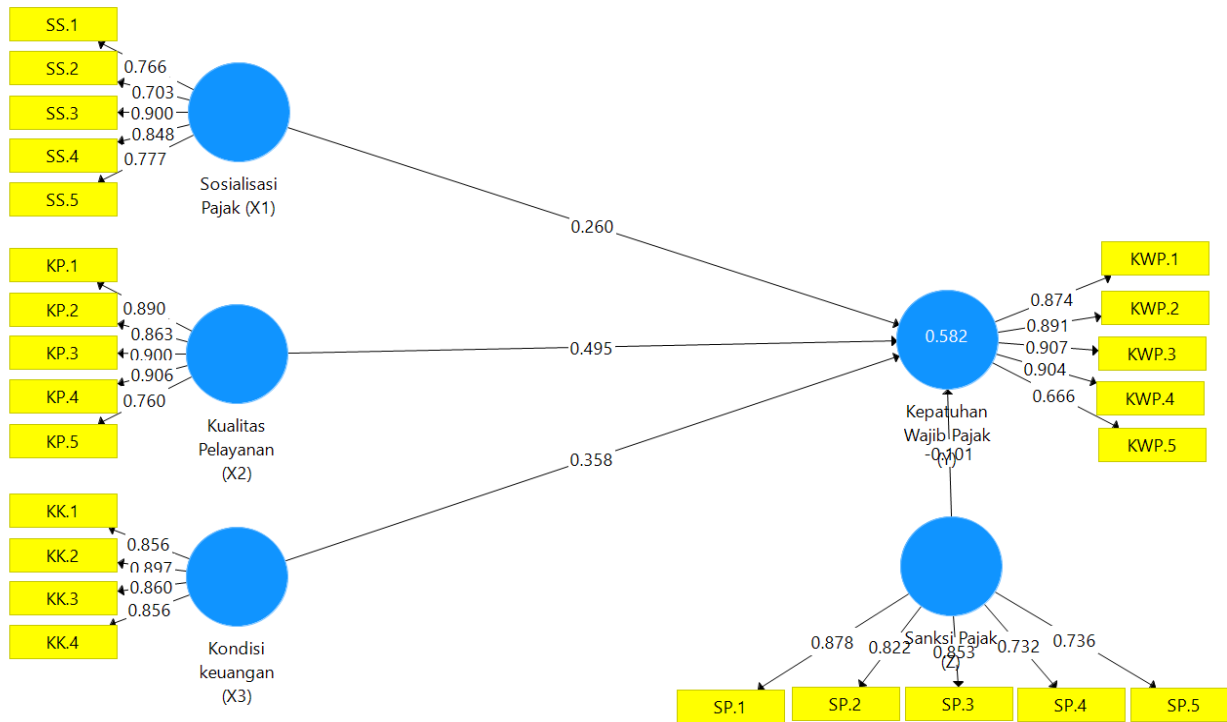 SS.1
SS.2
SS.3
SS.4
SS.5
0.766
0.703
0.900
0.848
0.777
Sosialisasi
Pajak (X1)
0.260
KP.1
KP.2
KP.3
KP.4
KP.5
0.890
0.863
0.900
0.906
0.760
Kualitas
Pelayanan
(X2)
0.495
KK.1
KK.2
KK.3
KK.4
0.856
0.897
0.860
0.856
Kondisi
keuangan
(X3)
0.358
0.582
Kepatuhan
Wajib Pajak
(Y)
-0.101
0.874
0.891
0.907
0.904
0.666
KWP.1
KWP.2
KWP.3
KWP.4
KWP.5
Sanksi Pajak
(Z)
0.878
0.822
0.853
0.732
0.736
SP.1
SP.2
SP.3
SP.4
SP.5